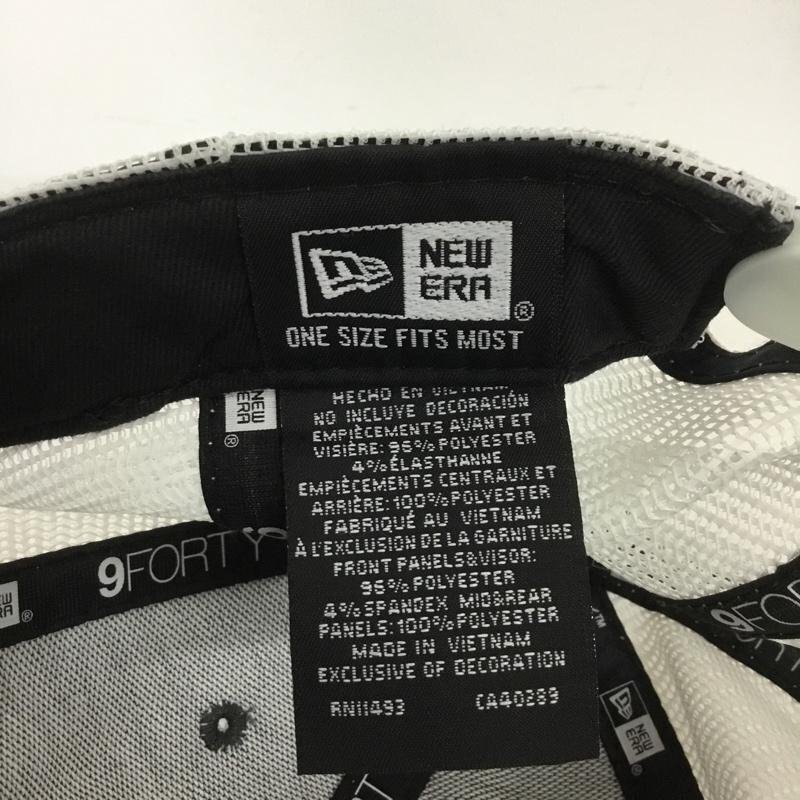 NEW
ERA
®
ONE SIZE FITS MOST
HECHO EN VIETNAM
NO INCLUYE DECORACIÓN
EMPIÈCEMENTS AVANT ET
VISIÈRE: 96% POLYESTER
4% ÉLASTHANNE
EMPIÈCEMENTS CENTRAUX ET
ARRIÈRE: 100% POLYESTER
FABRIQUÉ AU VIETNAM
À L'EXCLUSION DE LA GARNITURE
FRONT PANELS&VISOR:
96% POLYESTER
4% SPANDEX MID&REAR
PANELS: 100% POLYESTER
MADE IN VIETNAM
EXCLUSIVE OF DECORATION
RN11493 CA40289
NEW
ERA
®
9FORTY
ERA
®
9FOR
NEW
ERA
®